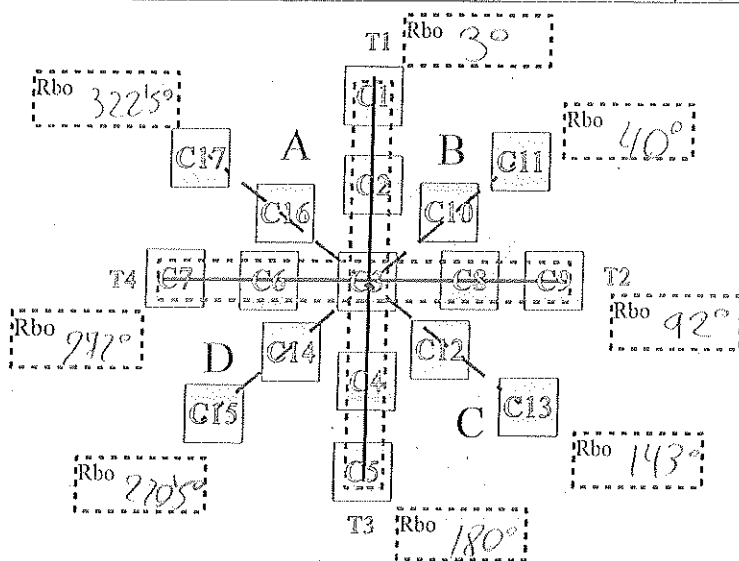 T1
Rbo 3°
Rbo 322'5°
C1
Rbo 40°
C17
A
B
C11
C2
C16
C10
T4
C7
C6
C3
C8
C9
T2
Rbo 272°
Rbo 92°
D
C14
C12
C4
C15
C
C13
C5
Rbo 220'5°
Rbo 143°
T3
Rbo 180°